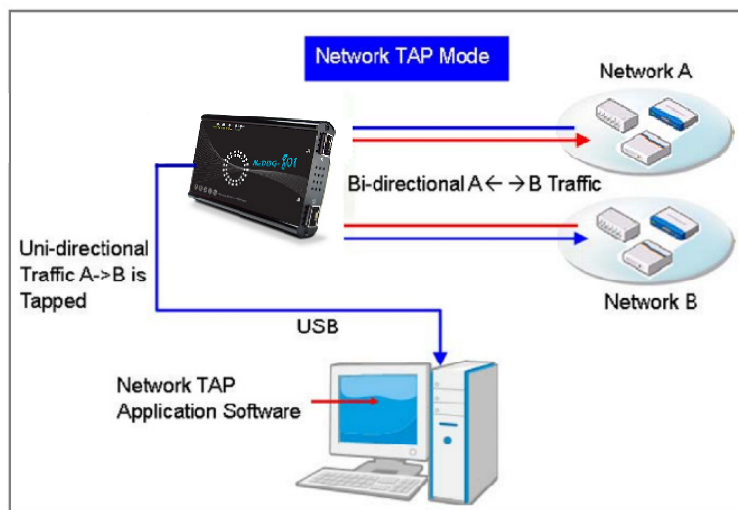 Network TAP Mode
Network A
Bi-directional A← →B Traffic
Uni-directional
Traffic A->B is
Tapped
Network B
USB
Network TAP
Application Software